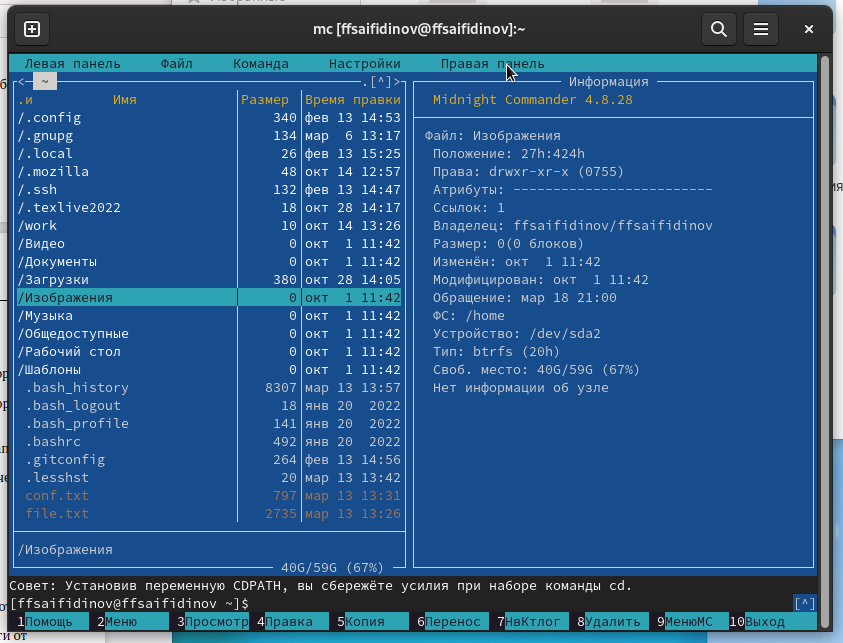 mc [ffsaifidinov@ffsaifidinov]:~
Левая панель Файл Команда Настройки Правая панель
<─ ~ .[^]>
.и Имя Размер Время правки
/.config 340 фев 13 14:53
/.gnupg 134 мар 6 13:17
/.local 26 фев 13 15:25
/.mozilla 48 окт 14 12:57
/.ssh 132 фев 13 14:47
/.texlive2022 18 окт 28 14:17
/work 10 окт 14 13:26
/Видео 0 окт 1 11:42
/Документы 0 окт 1 11:42
/Загрузки 380 окт 28 14:05
/Изображения 0 окт 1 11:42
/Музыка 0 окт 1 11:42
/Общедоступные 0 окт 1 11:42
/Рабочий стол 0 окт 1 11:42
/Шаблоны 0 окт 1 11:42
.bash_history 8307 мар 13 13:57
.bash_logout 18 янв 20 2022
.bash_profile 141 янв 20 2022
.bashrc 492 янв 20 2022
.gitconfig 264 фев 13 14:56
.lesshst 20 мар 13 13:42
conf.txt 797 мар 13 13:31
file.txt 2735 мар 13 13:26
/Изображения
40G/59G (67%)
Информация
Midnight Commander 4.8.28
Файл: Изображения
Положение: 27h:424h
Права: drwxr-xr-x (0755)
Атрибуты: -------------------------
Ссылок: 1
Владелец: ffsaifidinov/ffsaifidinov
Размер: 0(0 блоков)
Изменён: окт 1 11:42
Модифицирован: окт 1 11:42
Обращение: мар 18 21:00
ФС: /home
Устройство: /dev/sda2
Тип: btrfs (20h)
Своб. место: 40G/59G (67%)
Нет информации об узле
Совет: Установив переменную CDPATH, вы сбережёте усилия при наборе команды cd.
[ffsaifidinov@ffsaifidinov ~]$ [^]
1Помощь 2Меню 3Просмотр 4Правка 5Копия 6Перенос 7НвКтлог 8Удалить 9МенюМС 10Выход